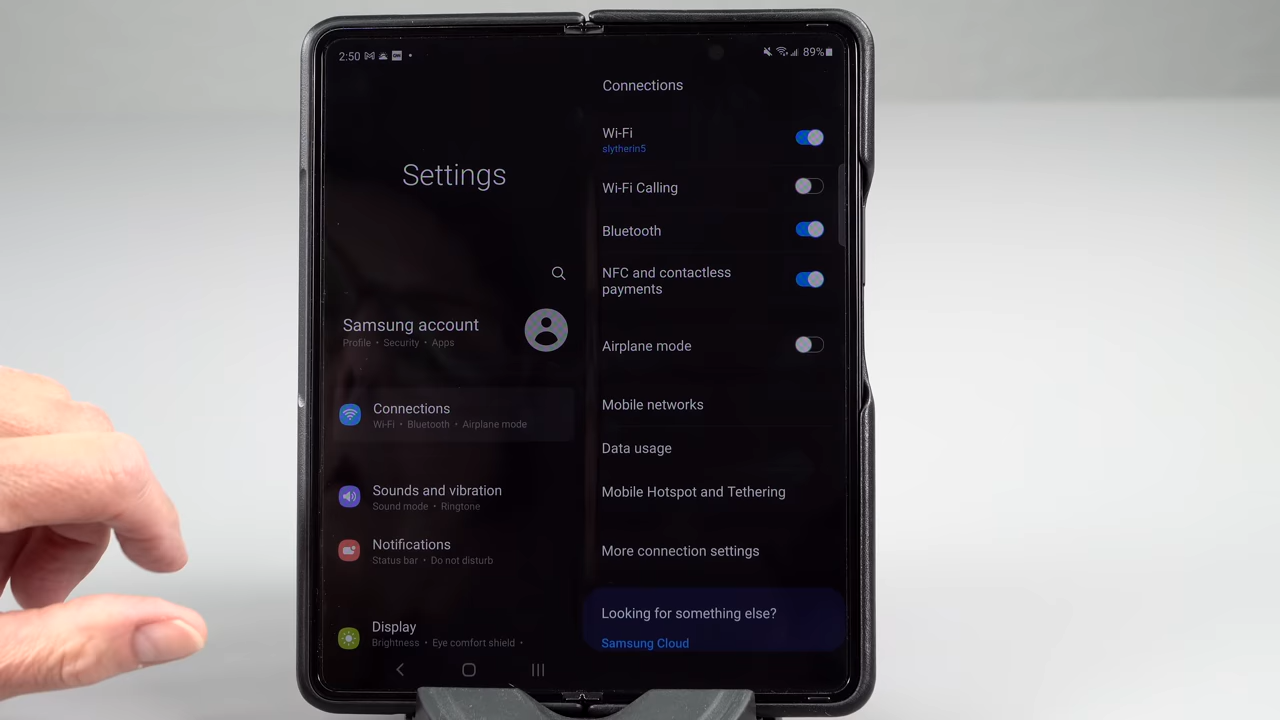 2:50
89%
Settings
Samsung account
Profile • Security • Apps
Connections
Wi-Fi • Bluetooth • Airplane mode
Sounds and vibration
Sound mode • Ringtone
Notifications
Status bar • Do not disturb
Display
Brightness • Eye comfort shield •
Connections
Wi-Fi
slytherin5
Wi-Fi Calling
Bluetooth
NFC and contactless
payments
Airplane mode
Mobile networks
Data usage
Mobile Hotspot and Tethering
More connection settings
Looking for something else?
Samsung Cloud